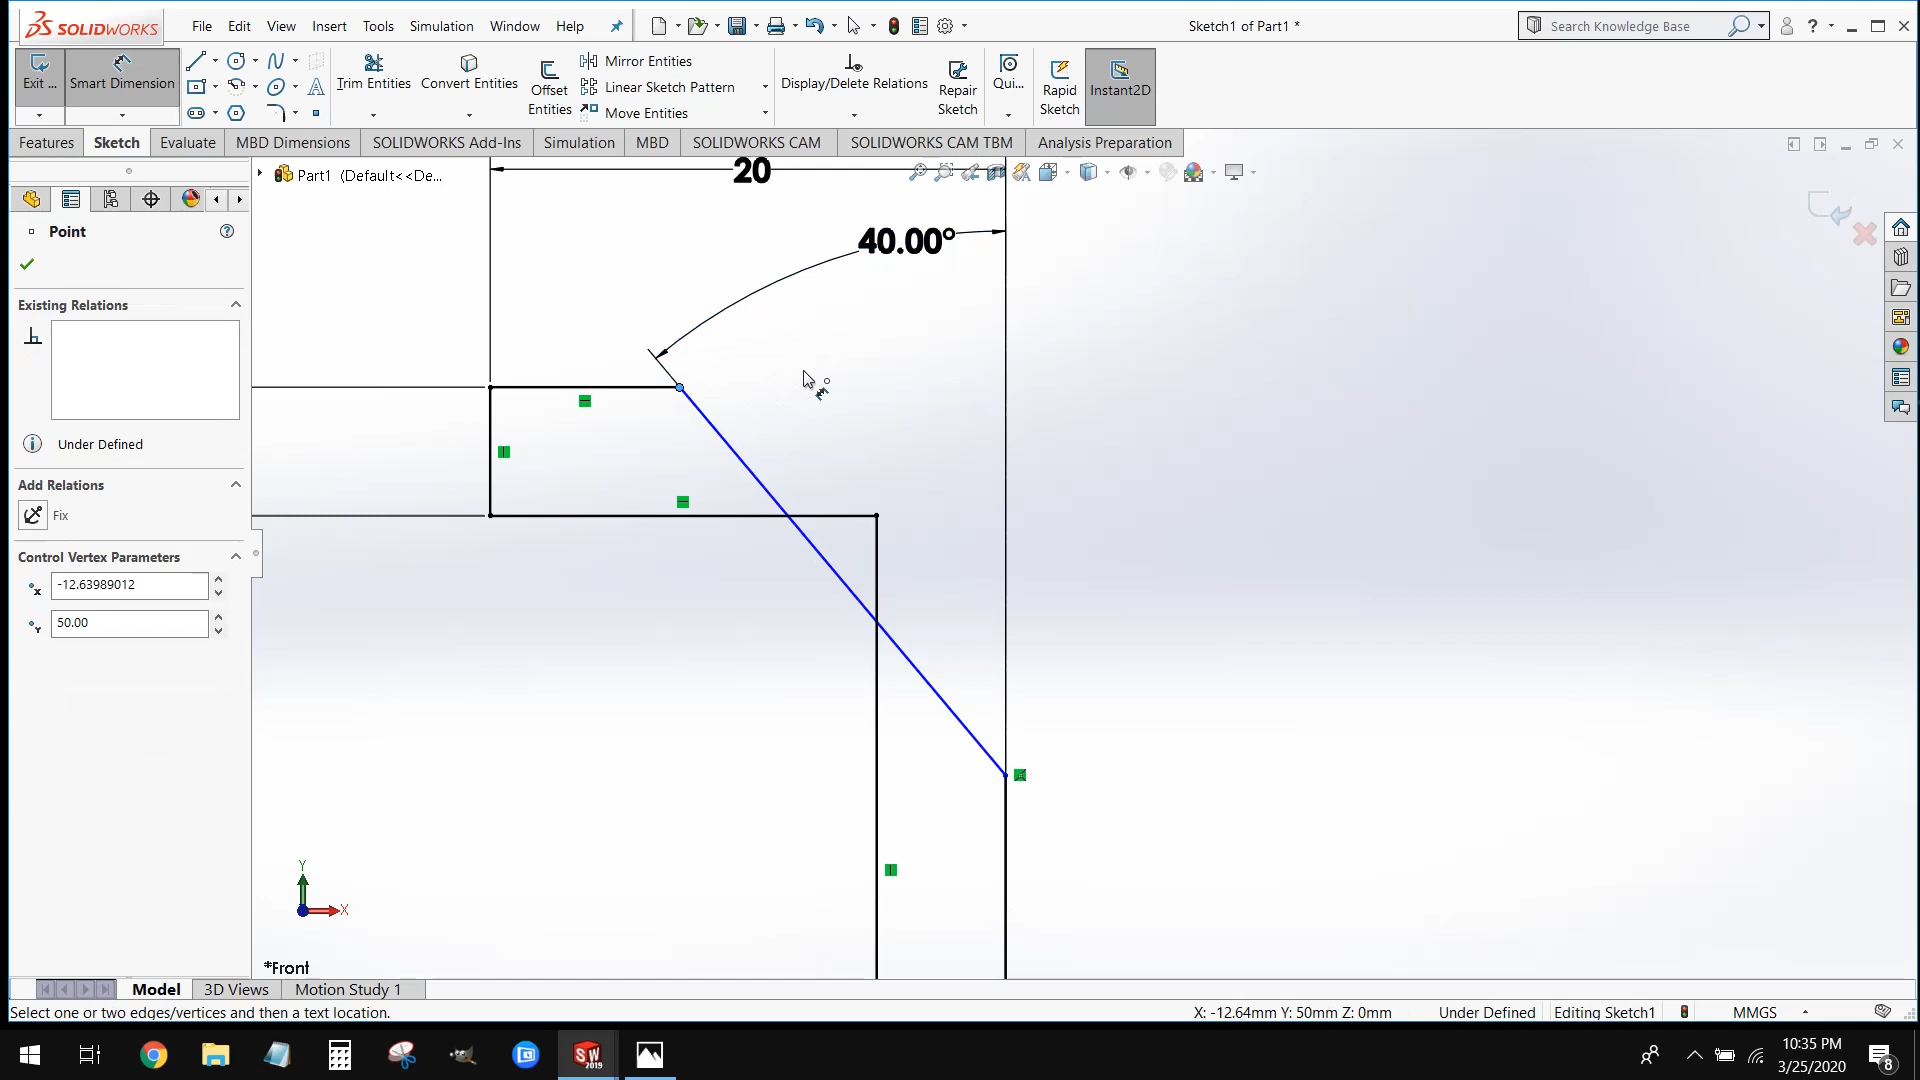 SOLIDWORKS File Edit View Insert Tools Simulation Window Help Sketch1 of Part1 * Search Knowledge Base ?
Exit ... Smart Dimension Trim Entities Convert Entities Offset Entities Mirror Entities Linear Sketch Pattern Move Entities Display/Delete Relations Repair Sketch Qui... Rapid Sketch Instant2D
Features Sketch Evaluate MBD Dimensions SOLIDWORKS Add-Ins Simulation MBD SOLIDWORKS CAM SOLIDWORKS CAM TBM Analysis Preparation
Part1 (Default<<De...
20
40.00°
Point
Existing Relations
Under Defined
Add Relations
Fix
Control Vertex Parameters
-12.63989012
50.00
Y
X
*Front
Model 3D Views Motion Study 1
Select one or two edges/vertices and then a text location. X: -12.64mm Y: 50mm Z: 0mm Under Defined Editing Sketch1 MMGS
SW 2019
10:35 PM
3/25/2020
8